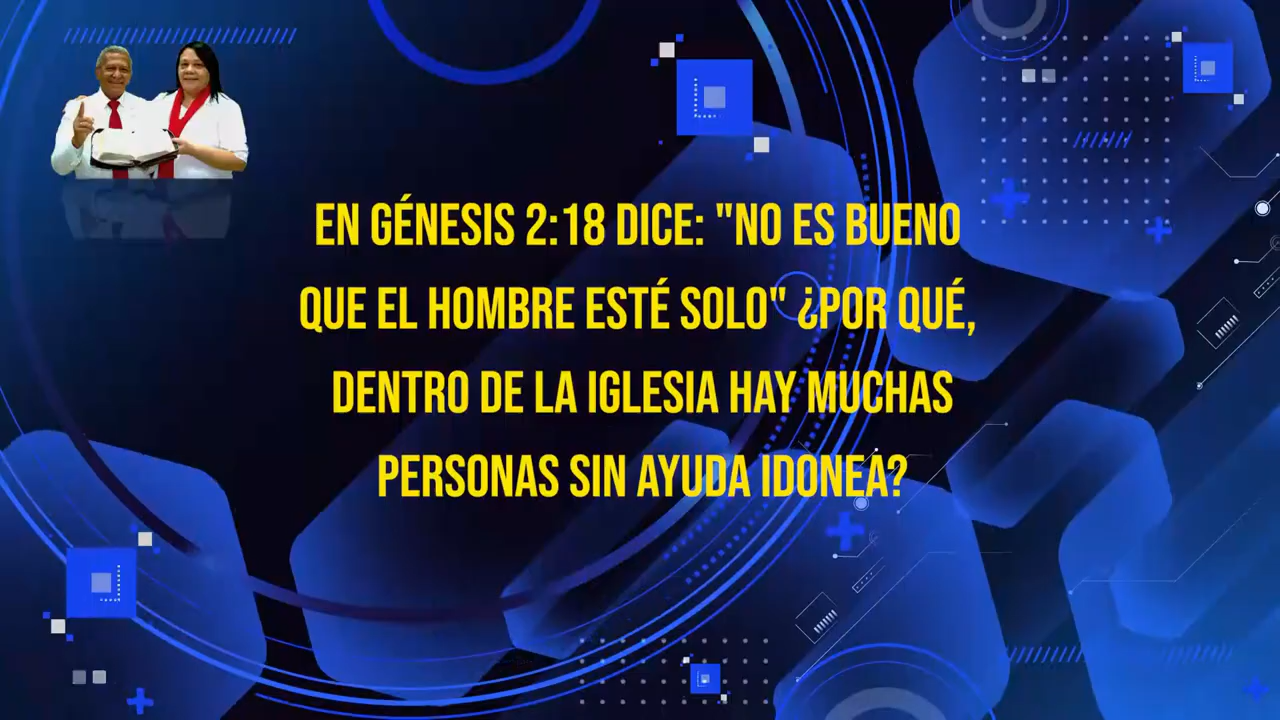 EN GÉNESIS 2:18 DICE: "NO ES BUENO
QUE EL HOMBRE ESTÉ SOLO" ¿POR QUÉ,
DENTRO DE LA IGLESIA HAY MUCHAS
PERSONAS SIN AYUDA IDONEA?